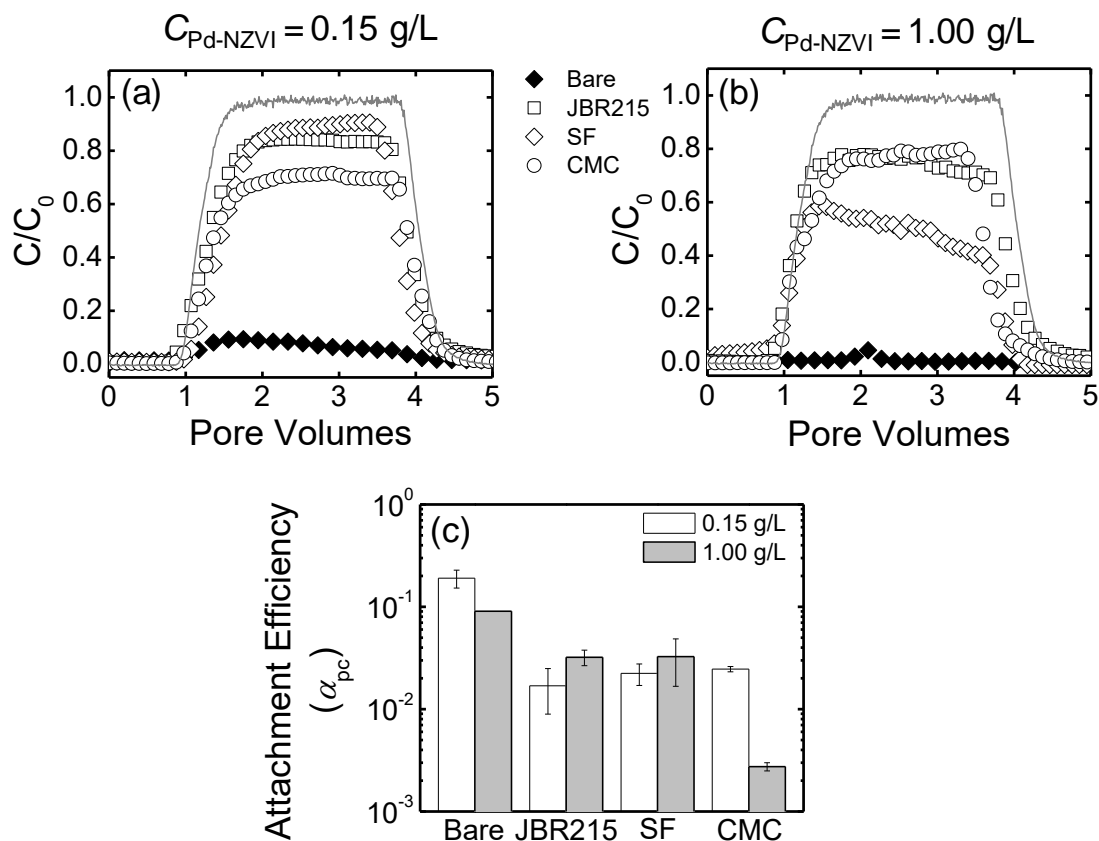 C_Pd-NZVI = 0.15 g/L
(a)
1.0
0.8
0.6
0.4
0.2
0.0
C/C_0
0 1 2 3 4 5
Pore Volumes
Bare
JBR215
SF
CMC
C_Pd-NZVI = 1.00 g/L
(b)
1.0
0.8
0.6
0.4
0.2
0.0
C/C_0
0 1 2 3 4 5
Pore Volumes
(c)
0.15 g/L
1.00 g/L
10^0
10^-1
10^-2
10^-3
Attachment Efficiency
(α_pc)
Bare JBR215 SF CMC